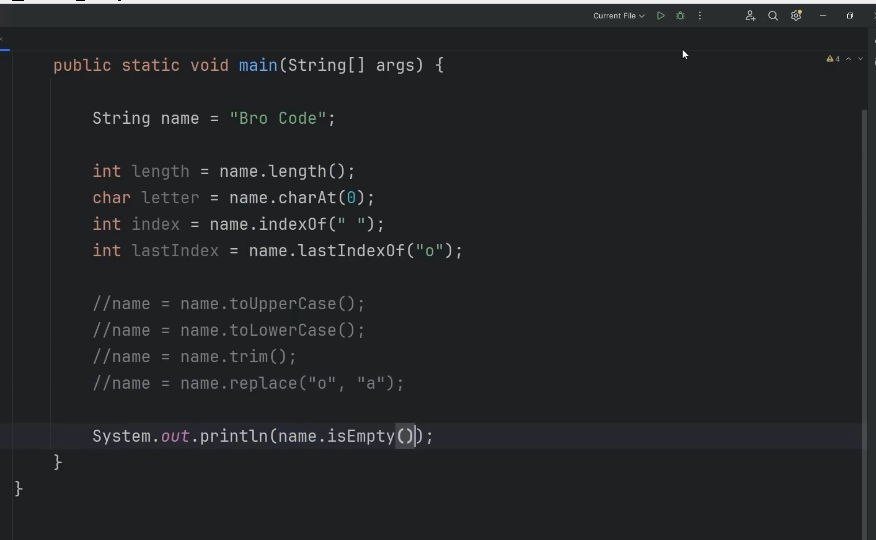 Current File
4
public static void main(String[] args) {
String name = "Bro Code";
int length = name.length();
char letter = name.charAt(0);
int index = name.indexOf(" ");
int lastIndex = name.lastIndexOf("o");
//name = name.toUpperCase();
//name = name.toLowerCase();
//name = name.trim();
//name = name.replace("o", "a");
System.out.println(name.isEmpty());
}
}